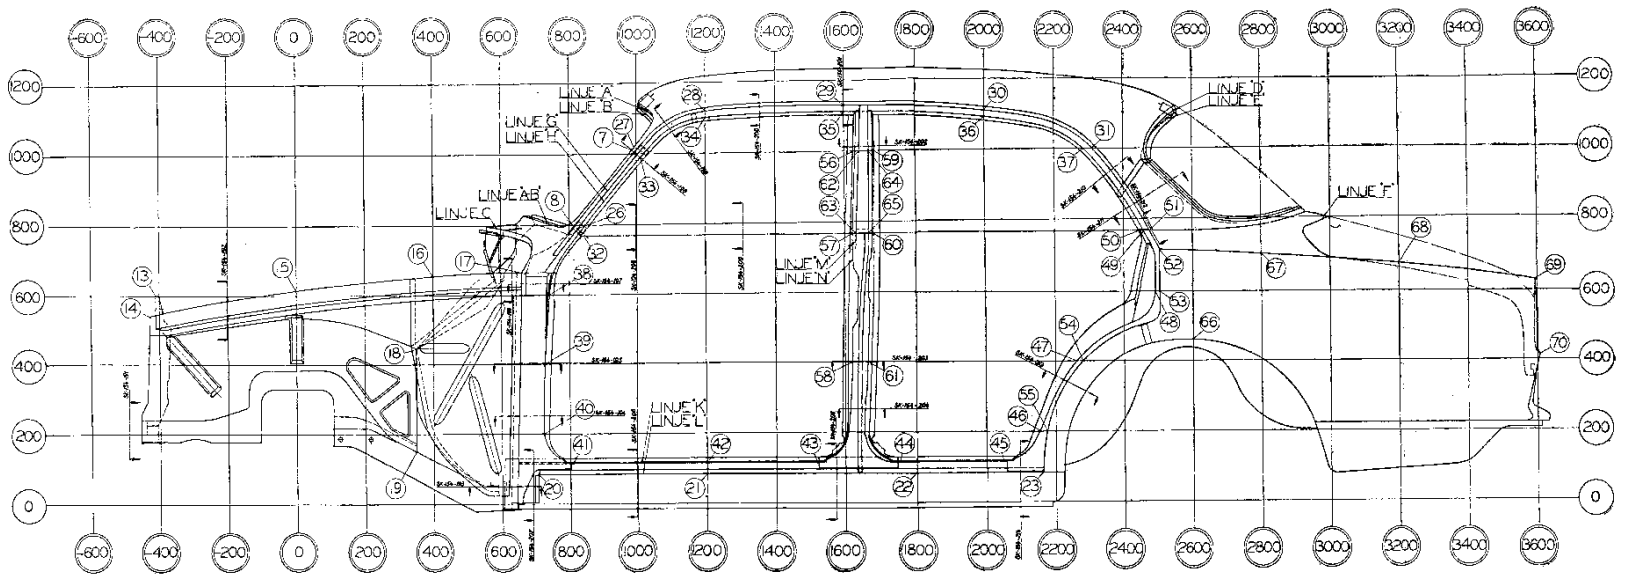 -600 -400 -200 0 200 400 600 800 1000 1200 1400 1600 1800 2000 2200 2400 2600 2800 3000 3200 3400 3600
1200 1200
LINJE"A" 28 29 30 LINJE"D"
LINJE"B" LINJE"E"
LINJE"G" 27 34 35 36 31
LINJE"H" 7
1000 1000
33 56 59 37
62 64
LINJE"AB" 8 LINJE"F"
LINJE"C" 26 63 65 51
800 800
32 57 60 50 68
16 17 49 52
13 15 38 LINJE"M" 67 69
LINJE"N"
600 600
14 53
48
18 39 54 66
47 70
400 400
58 61
40 LINJE"K" 55
LINJE"L" 46
200 200
41 42 43 44 45
19 20 21 22 23
0 0
-600 -400 -200 0 200 400 600 800 1000 1200 1400 1600 1800 2000 2200 2400 2600 2800 3000 3200 3400 3600